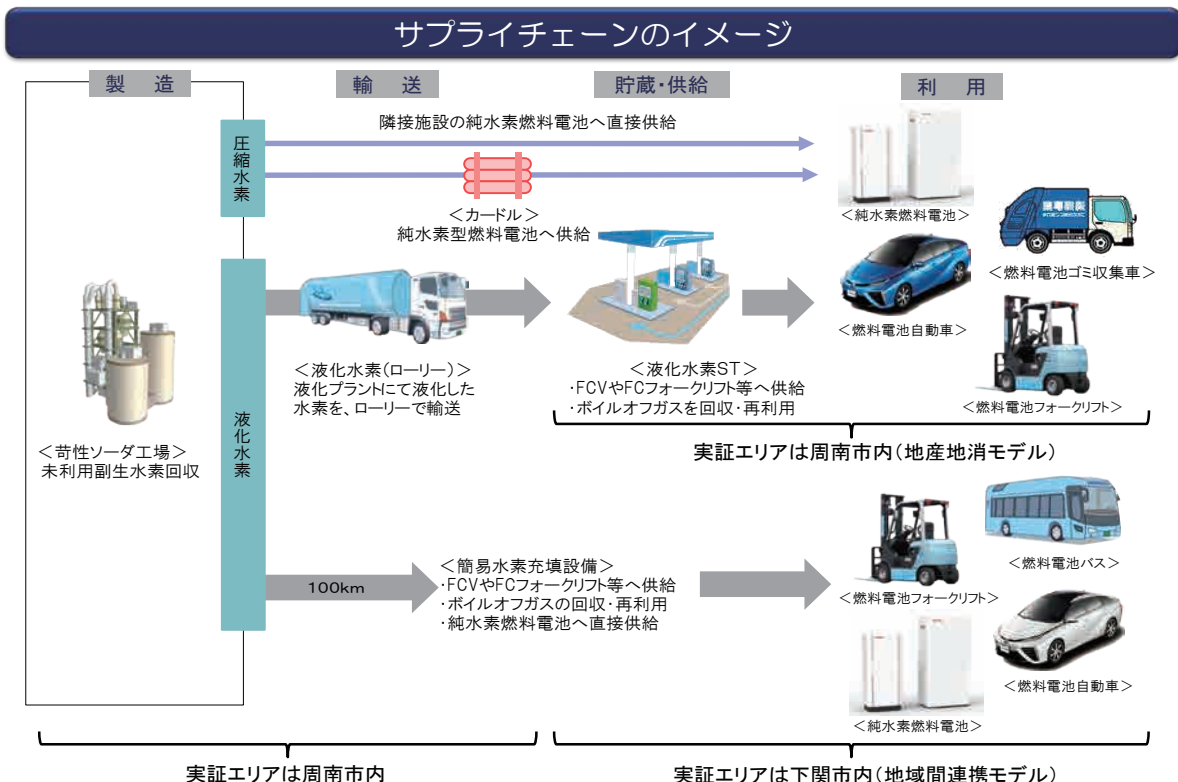 サプライチェーンのイメージ
製 造
輸 送
貯蔵・供給
利 用
隣接施設の純水素燃料電池へ直接供給
圧縮水素
＜カードル＞
純水素型燃料電池へ供給
＜純水素燃料電池＞
＜燃料電池ゴミ収集車＞
＜燃料電池自動車＞
＜燃料電池フォークリフト＞
＜苛性ソーダ工場＞
未利用副生水素回収
液化水素
＜液化水素(ローリー)＞
液化プラントにて液化した
水素を、ローリーで輸送
＜液化水素ST＞
・FCVやFCフォークリフト等へ供給
・ボイルオフガスを回収・再利用
実証エリアは周南市内(地産地消モデル)
100km
＜簡易水素充填設備＞
・FCVやFCフォークリフト等へ供給
・ボイルオフガスの回収・再利用
・純水素燃料電池へ直接供給
＜燃料電池フォークリフト＞
＜燃料電池バス＞
＜燃料電池自動車＞
＜純水素燃料電池＞
実証エリアは周南市内
実証エリアは下関市内(地域間連携モデル)